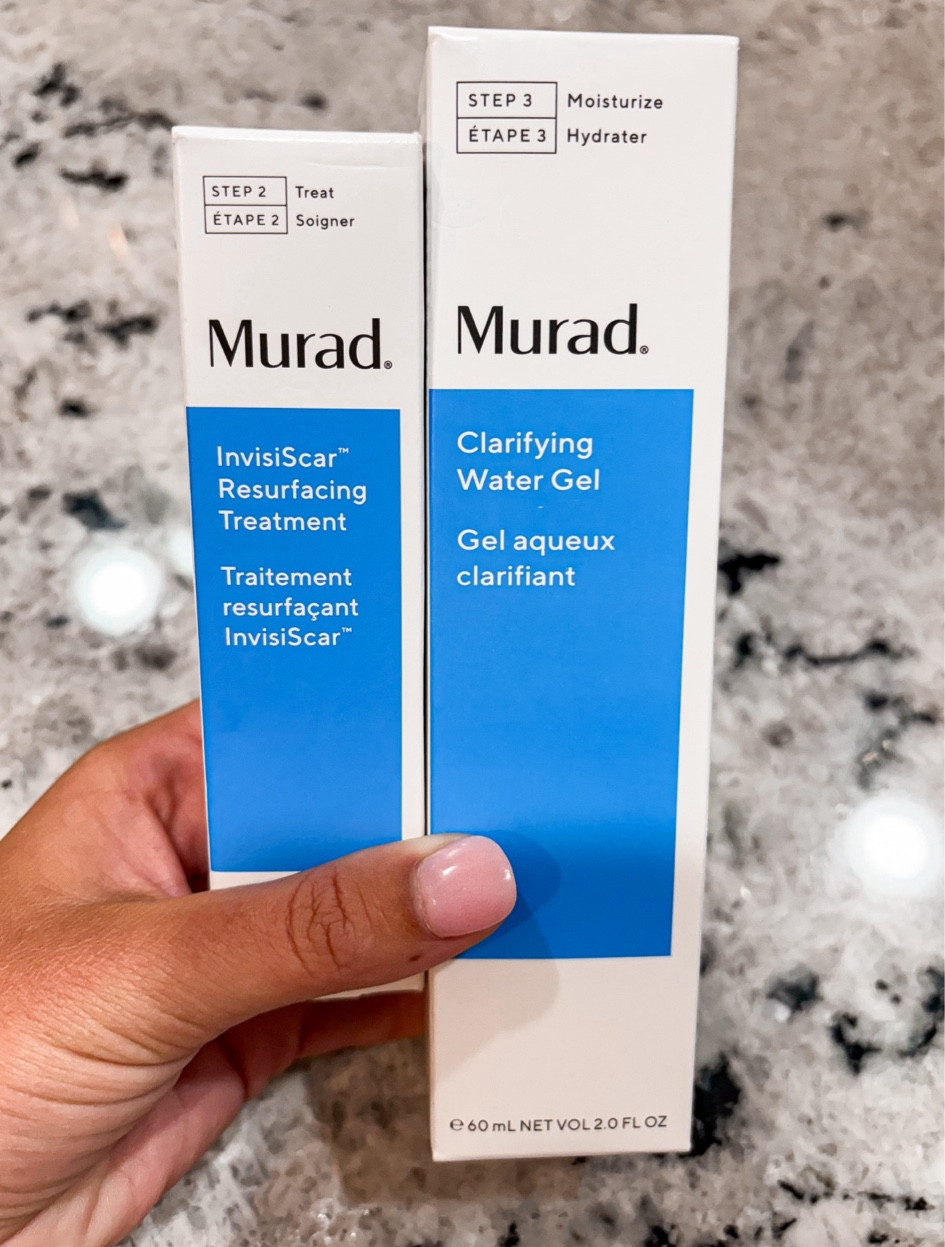 STEP 2 Treat
ÉTAPE 2 Soigner
Murad®
InvisiScar™
Resurfacing
Treatment
Traitement
resurfaçant
InvisiScar™
STEP 3 Moisturize
ÉTAPE 3 Hydrater
Murad®
Clarifying
Water Gel
Gel aqueux
clarifiant
℮ 60 mL NET VOL 2.0 FL OZ